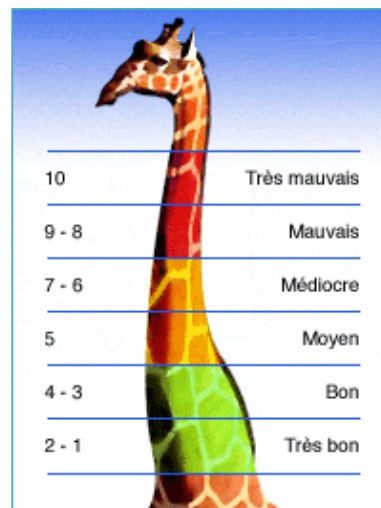 10 Très mauvais
9 - 8 Mauvais
7 - 6 Médiocre
5 Moyen
4 - 3 Bon
2 - 1 Très bon